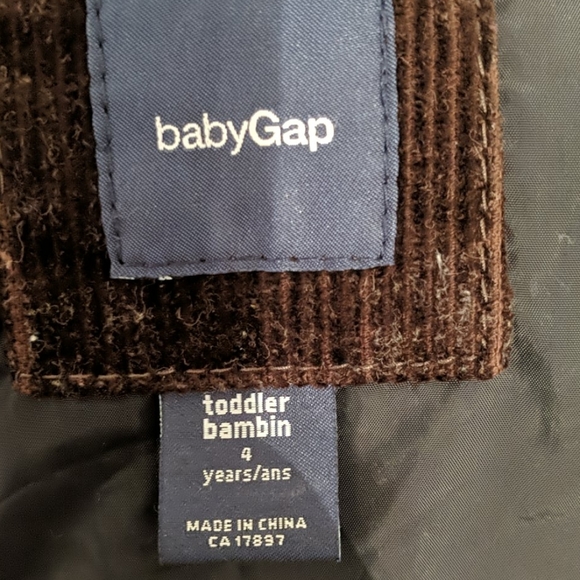 babyGap
toddler
bambin
4
years/ans
MADE IN CHINA
CA 17897